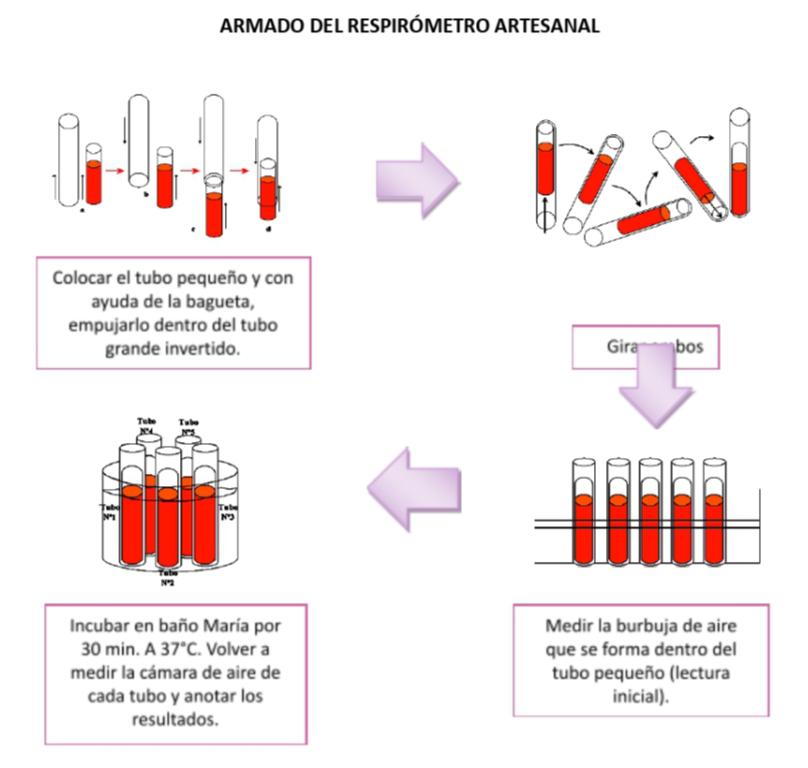 ARMADO DEL RESPIRÓMETRO ARTESANAL
a
b
c
d
Colocar el tubo pequeño y con
ayuda de la bagueta,
empujarlo dentro del tubo
grande invertido.
Tubo
N°4
Tubo
N°5
Tubo
N°1
Tubo
N°3
Tubo
N°2
Incubar en baño María por
30 min. A 37°C. Volver a
medir la cámara de aire de
cada tubo y anotar los
resultados.
Medir la burbuja de aire
que se forma dentro del
tubo pequeño (lectura
inicial).